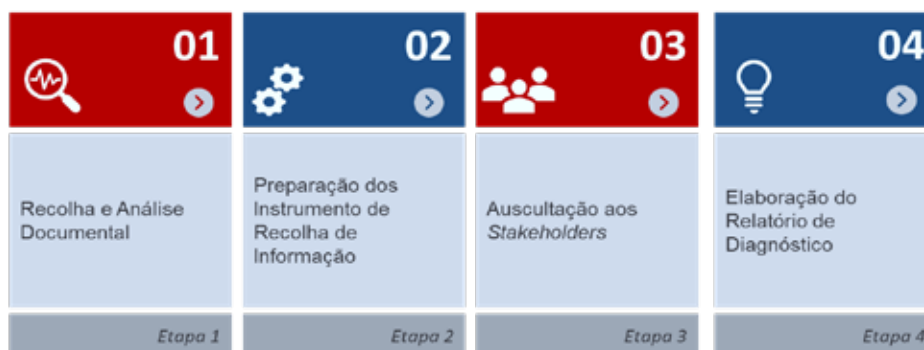 01
Recolha e Análise
Documental
Etapa 1
02
Preparação dos
Instrumento de
Recolha de
Informação
Etapa 2
03
Auscultação aos
Stakeholders
Etapa 3
04
Elaboração do
Relatório de
Diagnóstico
Etapa 4